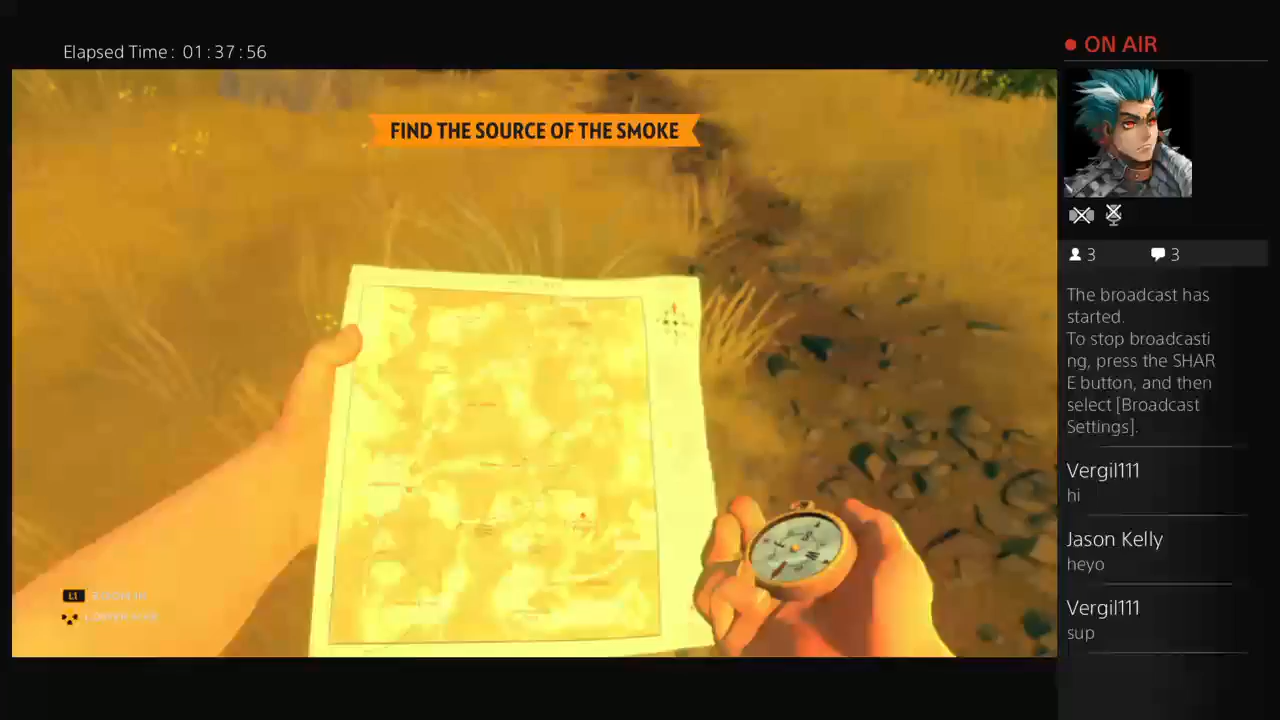 Elapsed Time: 01:37:56
ON AIR
FIND THE SOURCE OF THE SMOKE
3
3
The broadcast has
started.
To stop broadcasti
ng, press the SHAR
E button, and then
select [Broadcast
Settings].
Vergil111
hi
Jason Kelly
heyo
Vergil111
sup
L1